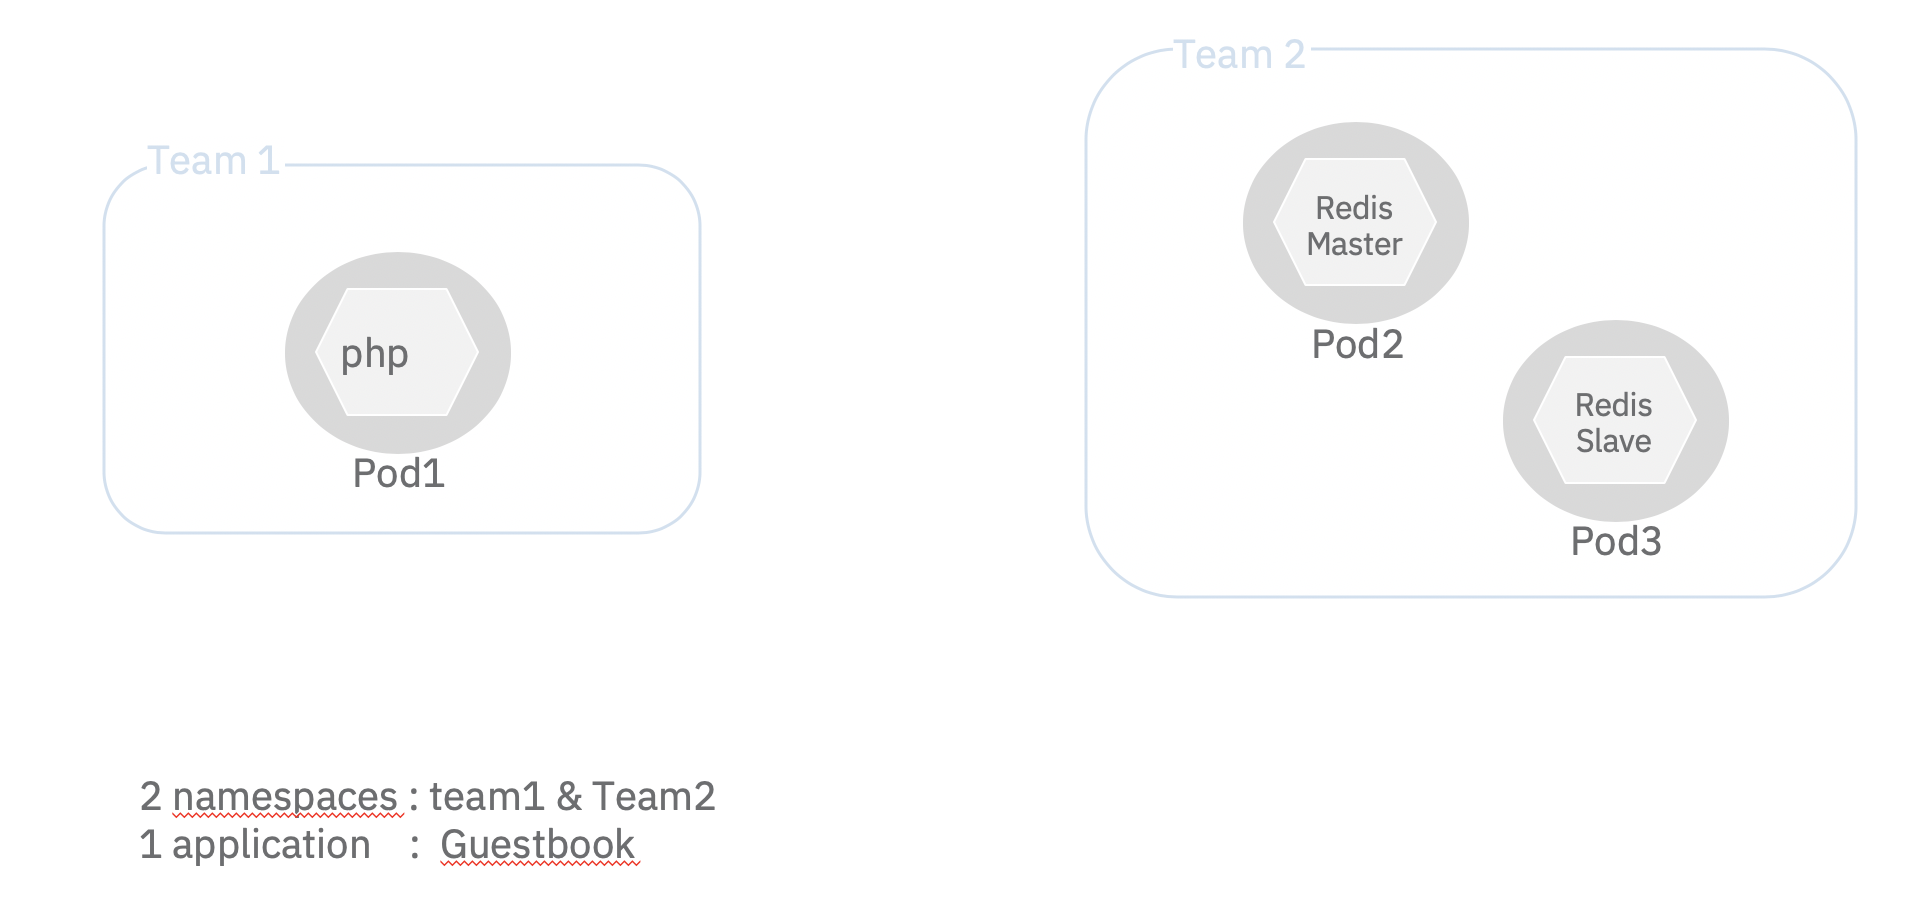 Team 1
php
Pod1
Team 2
Redis
Master
Pod2
Redis
Slave
Pod3
2 namespaces : team1 & Team2
1 application : Guestbook